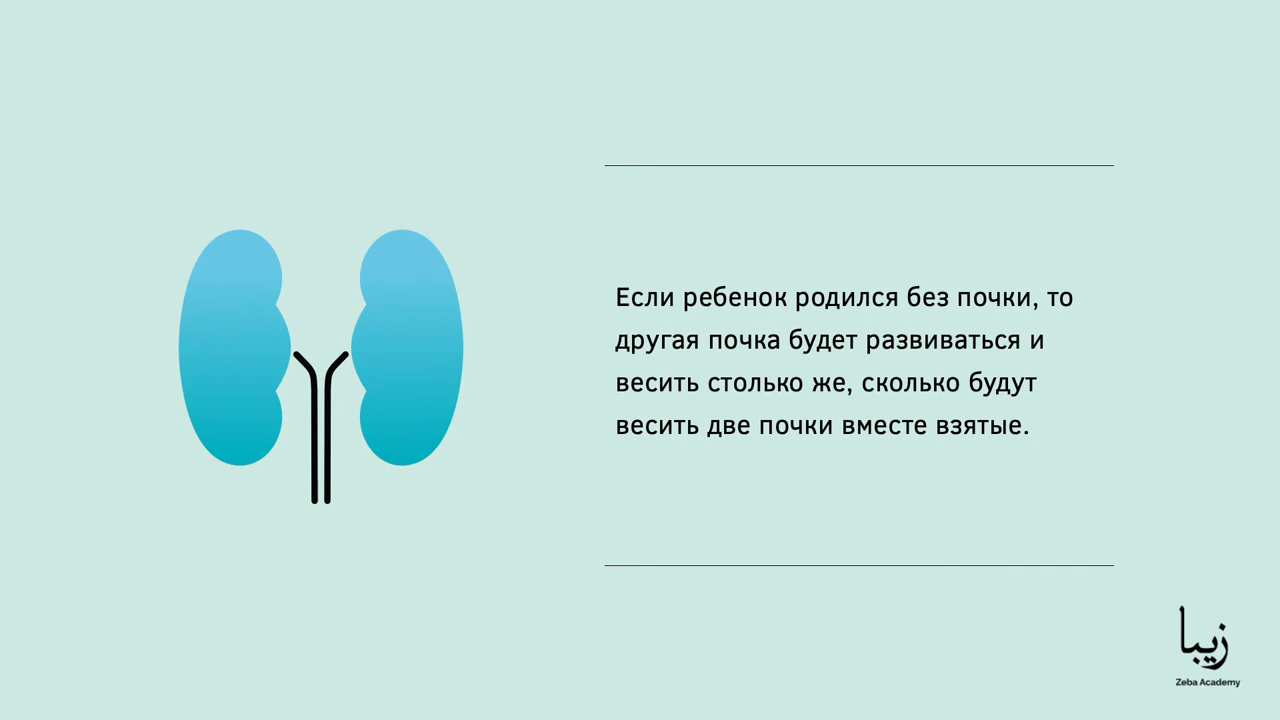 Если ребенок родился без почки, то
другая почка будет развиваться и
весить столько же, сколько будут
весить две почки вместе взятые.
زيبا
Zeba Academy